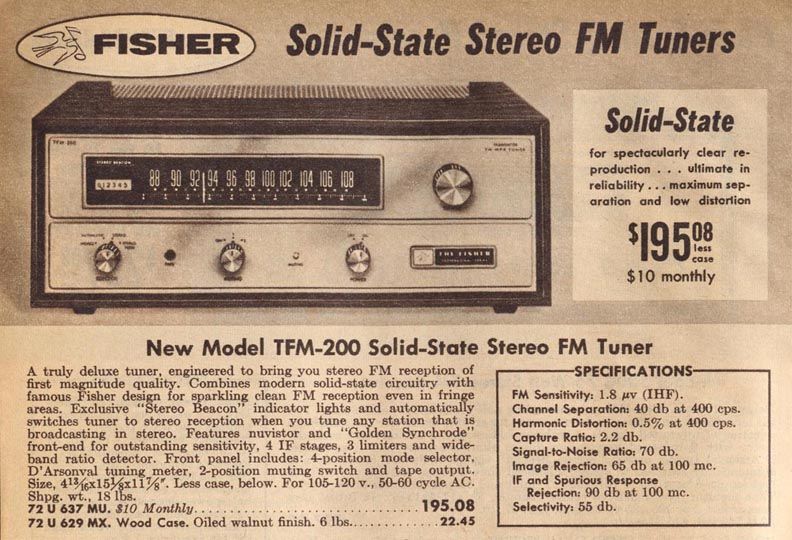 FISHER
Solid-State Stereo FM Tuners
TFM-200
STEREO BEACON
012345
88 90 92 94 96 98 100 102 104 106 108
THE FISHER
Solid-State
for spectacularly clear re-
production . . . ultimate in
reliability . . . maximum sep-
aration and low distortion
$195.08
less
case
$10 monthly
New Model TFM-200 Solid-State Stereo FM Tuner
A truly deluxe tuner, engineered to bring you stereo FM reception of
first magnitude quality. Combines modern solid-state circuitry with
famous Fisher design for sparkling clean FM reception even in fringe
areas. Exclusive "Stereo Beacon" indicator lights and automatically
switches tuner to stereo reception when you tune any station that is
broadcasting in stereo. Features nuvistor and "Golden Synchrode"
front-end for outstanding sensitivity, 4 IF stages, 3 limiters and wide-
band ratio detector. Front panel includes: 4-position mode selector,
D'Arsonval tuning meter, 2-position muting switch and tape output.
Size, 4¹³⁄₁₆x15⅛x11⅞". Less case, below. For 105-120 v., 50-60 cycle AC.
Shpg. wt., 18 lbs.
72 U 637 MU. $10 Monthly.........................195.08
72 U 629 MX. Wood Case. Oiled walnut finish. 6 lbs............22.45
SPECIFICATIONS
FM Sensitivity: 1.8 μv (IHF).
Channel Separation: 40 db at 400 cps.
Harmonic Distortion: 0.5% at 400 cps.
Capture Ratio: 2.2 db.
Signal-to-Noise Ratio: 70 db.
Image Rejection: 65 db at 100 mc.
IF and Spurious Response
Rejection: 90 db at 100 mc.
Selectivity: 55 db.